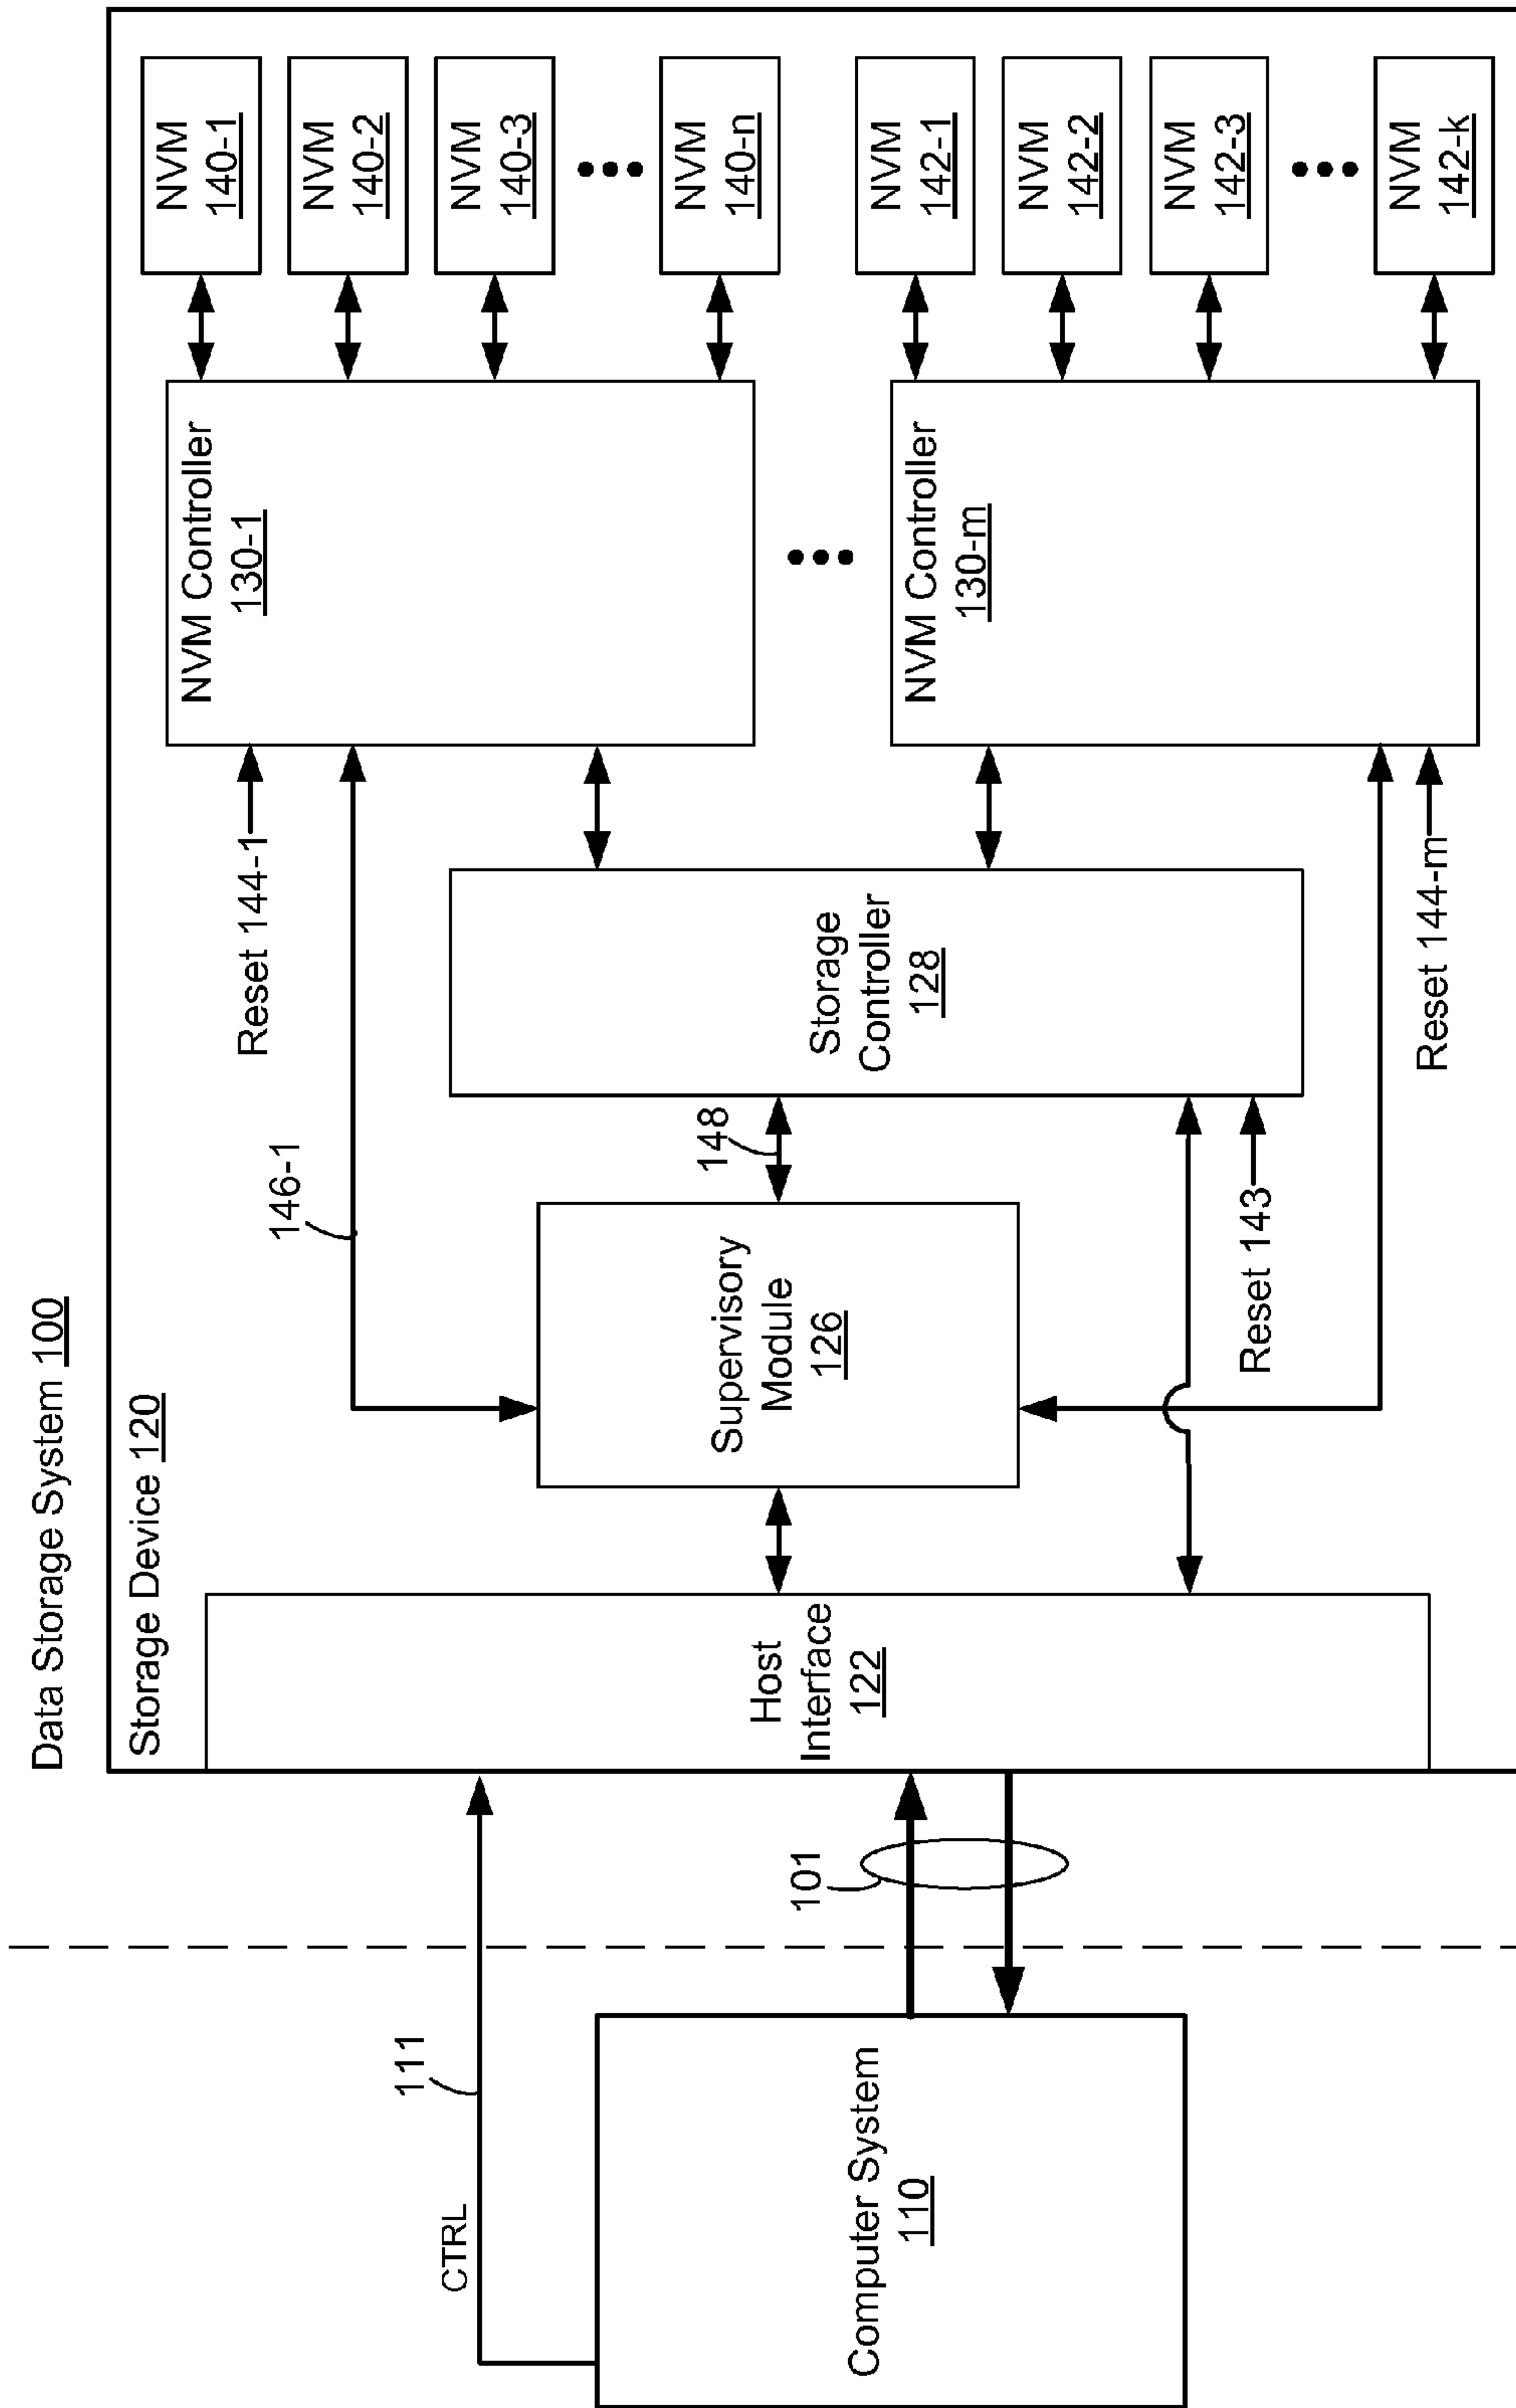 Data Storage System 100
Storage Device 120
CTRL
111
Computer System
110
101
Host
Interface
122
Supervisory
Module
126
146-1
148
Storage
Controller
128
Reset 143
Reset 144-1
Reset 144-m
NVM Controller
130-1
NVM Controller
130-m
NVM
140-1
NVM
140-2
NVM
140-3
NVM
140-n
NVM
142-1
NVM
142-2
NVM
142-3
NVM
142-k